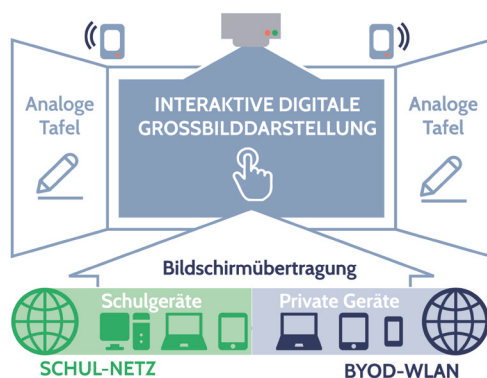 Analoge
Tafel
INTERAKTIVE DIGITALE
GROSSBILDDARSTELLUNG
Analoge
Tafel
Bildschirmübertragung
Schulgeräte
Private Geräte
SCHUL-NETZ
BYOD-WLAN